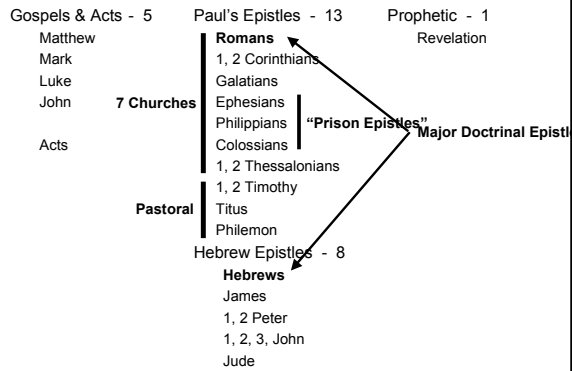 Gospels & Acts - 5
Matthew
Mark
Luke
John
Acts
Paul's Epistles - 13
7 Churches
Romans
1, 2 Corinthians
Galatians
Ephesians
Philippians
Colossians
"Prison Epistles"
1, 2 Thessalonians
Pastoral
1, 2 Timothy
Titus
Philemon
Hebrew Epistles - 8
Hebrews
James
1, 2 Peter
1, 2, 3, John
Jude
Prophetic - 1
Revelation
Major Doctrinal Epistl